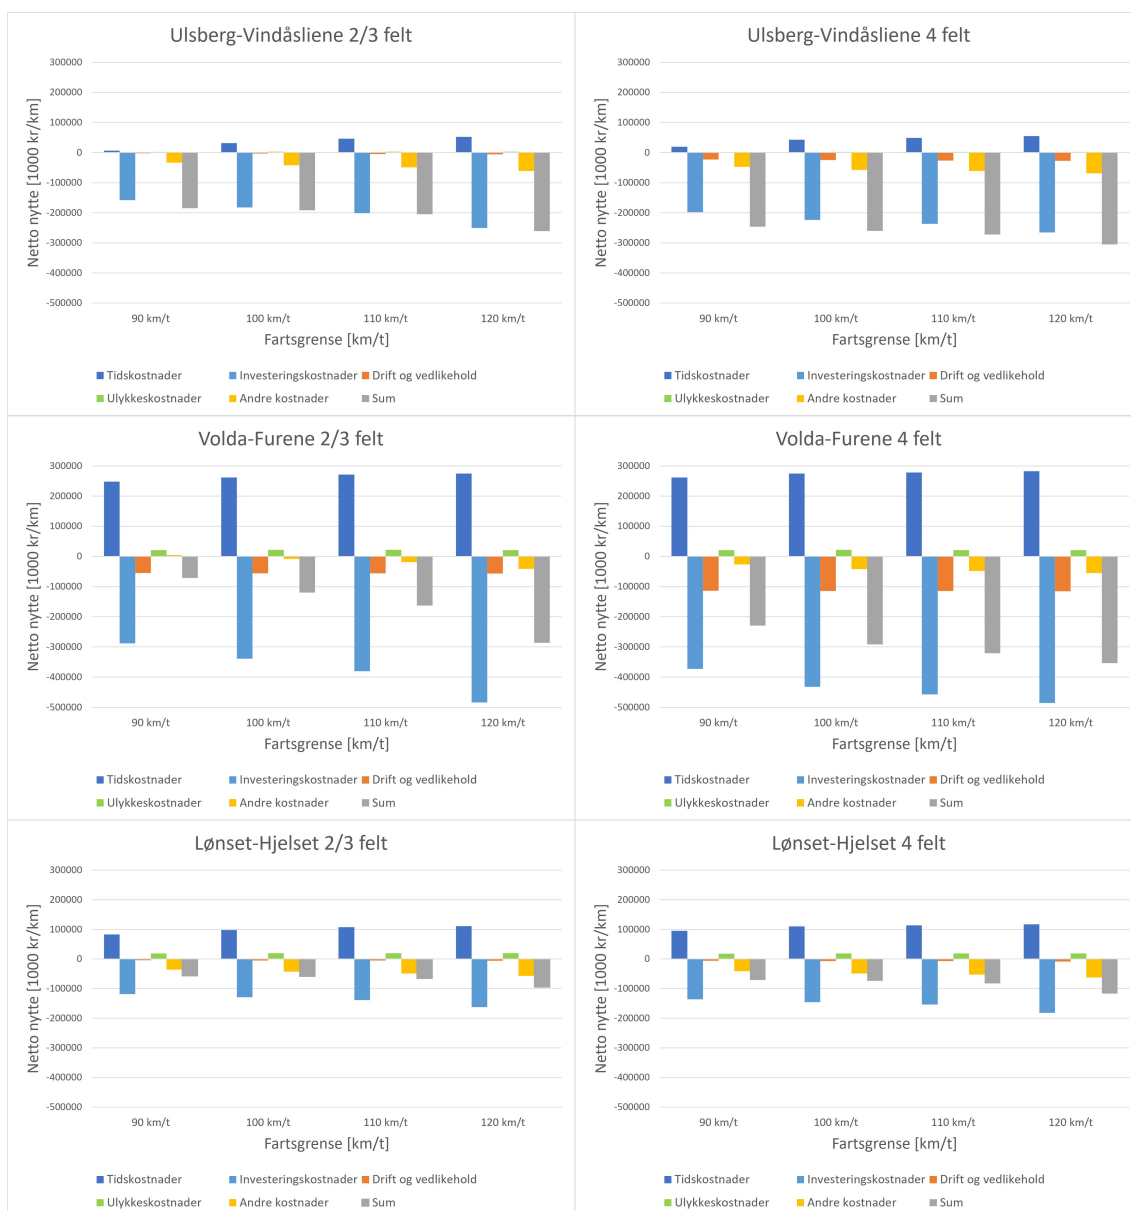 Ulsberg-Vindåsliene 2/3 felt
Netto nytte [1000 kr/km]
300000
200000
100000
0
-100000
-200000
-300000
-400000
-500000
90 km/t 100 km/t 110 km/t 120 km/t
Fartsgrense [km/t]
Tidskostnader Investeringskostnader Drift og vedlikehold
Ulykkeskostnader Andre kostnader Sum
Ulsberg-Vindåsliene 4 felt
Netto nytte [1000 kr/km]
300000
200000
100000
0
-100000
-200000
-300000
-400000
-500000
90 km/t 100 km/t 110 km/t 120 km/t
Fartsgrense [km/t]
Tidskostnader Investeringskostnader Drift og vedlikehold
Ulykkeskostnader Andre kostnader Sum
Volda-Furene 2/3 felt
Netto nytte [1000 kr/km]
300000
200000
100000
0
-100000
-200000
-300000
-400000
-500000
90 km/t 100 km/t 110 km/t 120 km/t
Fartsgrense [km/t]
Tidskostnader Investeringskostnader Drift og vedlikehold
Ulykkeskostnader Andre kostnader Sum
Volda-Furene 4 felt
Netto nytte [1000 kr/km]
300000
200000
100000
0
-100000
-200000
-300000
-400000
-500000
90 km/t 100 km/t 110 km/t 120 km/t
Fartsgrense [km/t]
Tidskostnader Investeringskostnader Drift og vedlikehold
Ulykkeskostnader Andre kostnader Sum
Lønset-Hjelset 2/3 felt
Netto nytte [1000 kr/km]
300000
200000
100000
0
-100000
-200000
-300000
-400000
-500000
90 km/t 100 km/t 110 km/t 120 km/t
Fartsgrense [km/t]
Tidskostnader Investeringskostnader Drift og vedlikehold
Ulykkeskostnader Andre kostnader Sum
Lønset-Hjelset 4 felt
Netto nytte [1000 kr/km]
300000
200000
100000
0
-100000
-200000
-300000
-400000
-500000
90 km/t 100 km/t 110 km/t 120 km/t
Fartsgrense [km/t]
Tidskostnader Investeringskostnader Drift og vedlikehold
Ulykkeskostnader Andre kostnader Sum